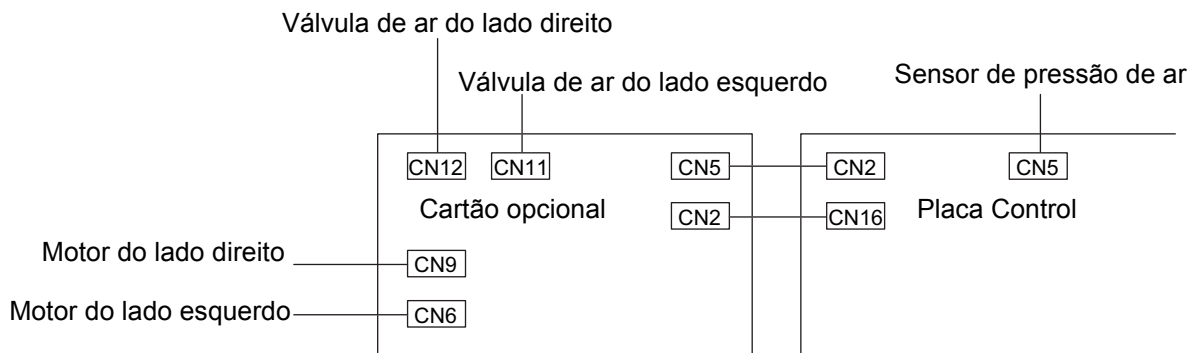 Válvula de ar do lado direito
Válvula de ar do lado esquerdo
Sensor de pressão de ar
CN12 CN11 CN5 CN2 CN5
Cartão opcional CN2 CN16 Placa Control
Motor do lado direito CN9
Motor do lado esquerdo CN6